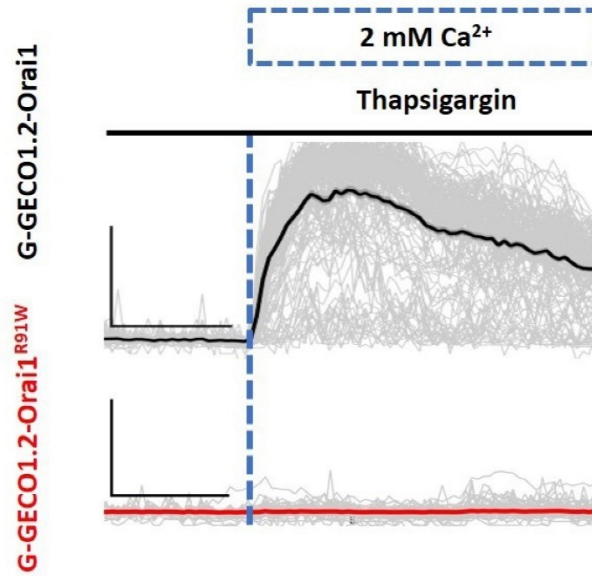 2 mM Ca²⁺
Thapsigargin
G-GECO1.2-Orai1
G-GECO1.2-Orai1ᴿ⁹¹ᵂ